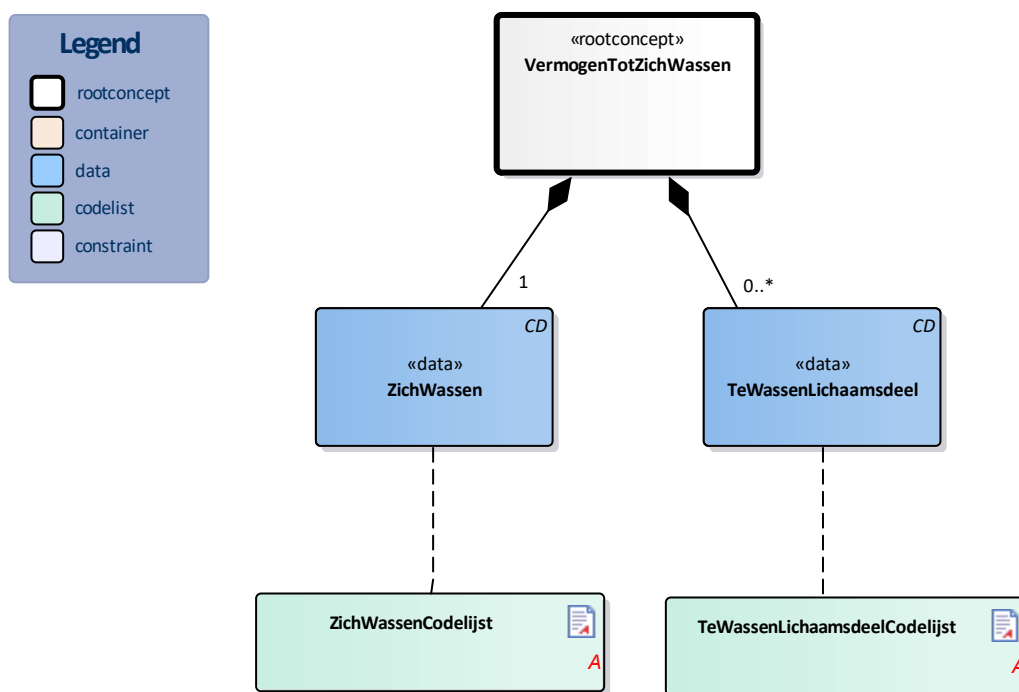 Legend
rootconcept
container
data
codelist
constraint
«rootconcept»
VermogenTotZichWassen
1
0..*
CD
«data»
ZichWassen
CD
«data»
TeWassenLichaamsdeel
ZichWassenCodelijst
A
A
TeWassenLichaamsdeelCodelijst
A
A